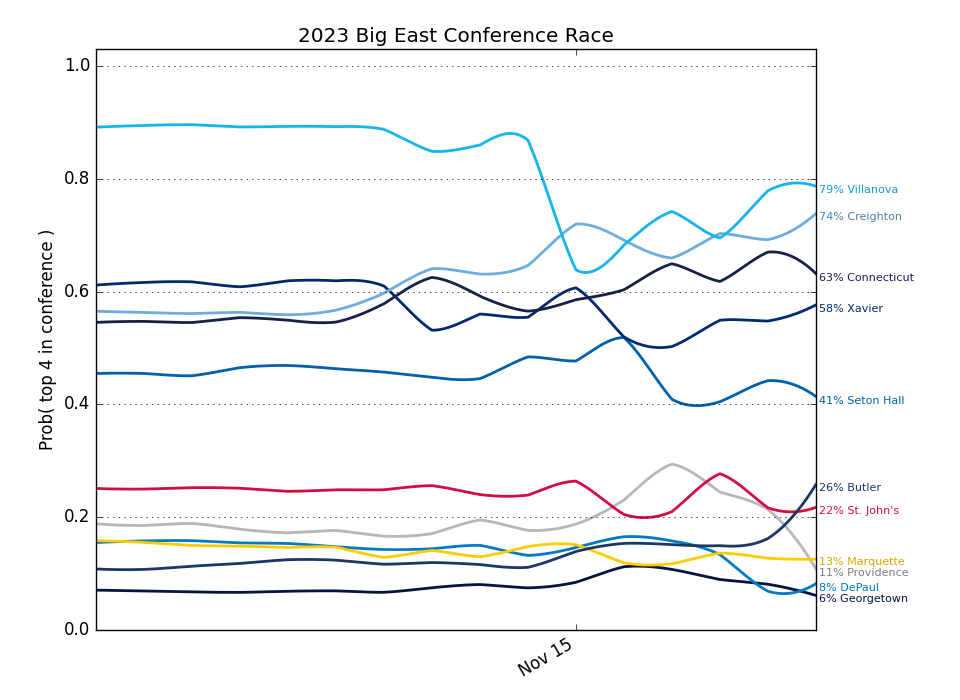 2023 Big East Conference Race
Prob( top 4 in conference )
1.0
0.8
0.6
0.4
0.2
0.0
79% Villanova
74% Creighton
63% Connecticut
58% Xavier
41% Seton Hall
26% Butler
22% St. John's
13% Marquette
11% Providence
8% DePaul
6% Georgetown
Nov 15